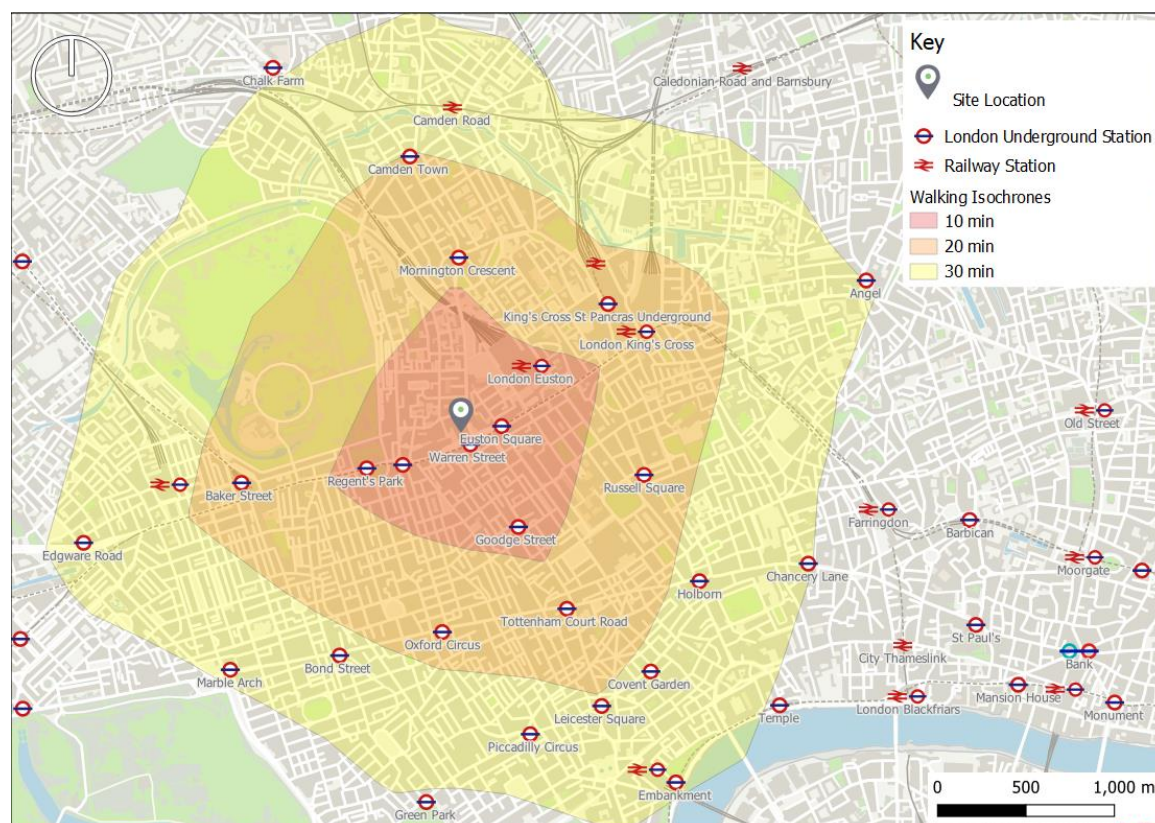 Key
Site Location
London Underground Station
Railway Station
Walking Isochrones
10 min
20 min
30 min
Chalk Farm
Caledonian Road and Barnsbury
Camden Road
Camden Town
Mornington Crescent
Angel
King's Cross St Pancras Underground
London King's Cross
London Euston
Old Street
Euston Square
Warren Street
Regent's Park
Russell Square
Baker Street
Farringdon
Barbican
Goodge Street
Edgware Road
Moorgate
Chancery Lane
Holborn
Tottenham Court Road
St Paul's
Oxford Circus
City Thameslink
Bond Street
Bank
Marble Arch
Covent Garden
Mansion House
London Blackfriars
Monument
Leicester Square
Temple
Piccadilly Circus
Embankment
Green Park
0 500 1,000 m